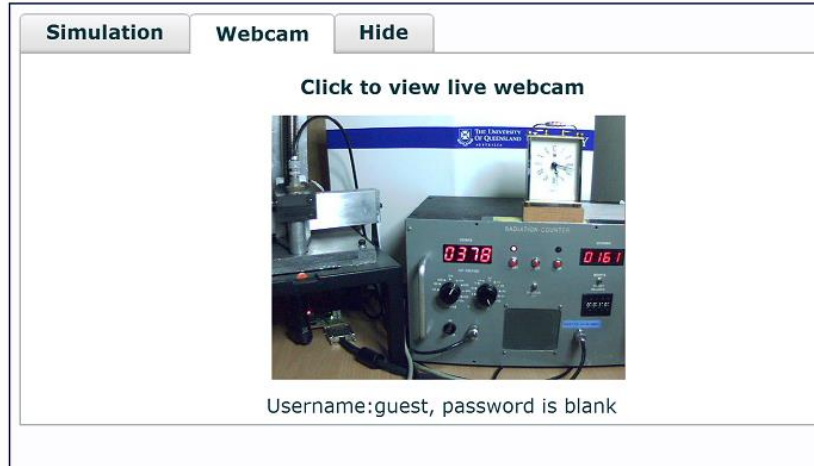 Simulation
Webcam
Hide
Click to view live webcam
THE UNIVERSITY
OF QUEENSLAND
AUSTRALIA
RADIATION COUNTER
0378
0161
Username:guest, password is blank